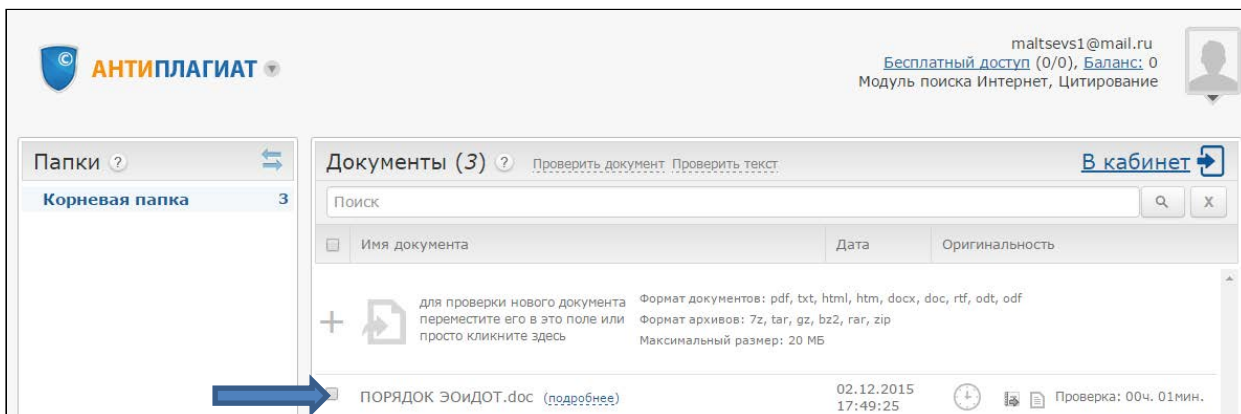 maltsevs1@mail.ru
Бесплатный доступ (0/0), Баланс: 0
Модуль поиска Интернет, Цитирование
© АНТИПЛАГИАТ
Папки ?
Корневая папка 3
Документы (3) ? Проверить документ Проверить текст В кабинет
Поиск X
Имя документа Дата Оригинальность
для проверки нового документа
переместите его в это поле или
просто кликните здесь
Формат документов: pdf, txt, html, htm, docx, doc, rtf, odt, odf
Формат архивов: 7z, tar, gz, bz2, rar, zip
Максимальный размер: 20 МБ
ПОРЯДОК ЭОиДОТ.doc (подробнее) 02.12.2015
17:49:25 Проверка: 00ч. 01мин.